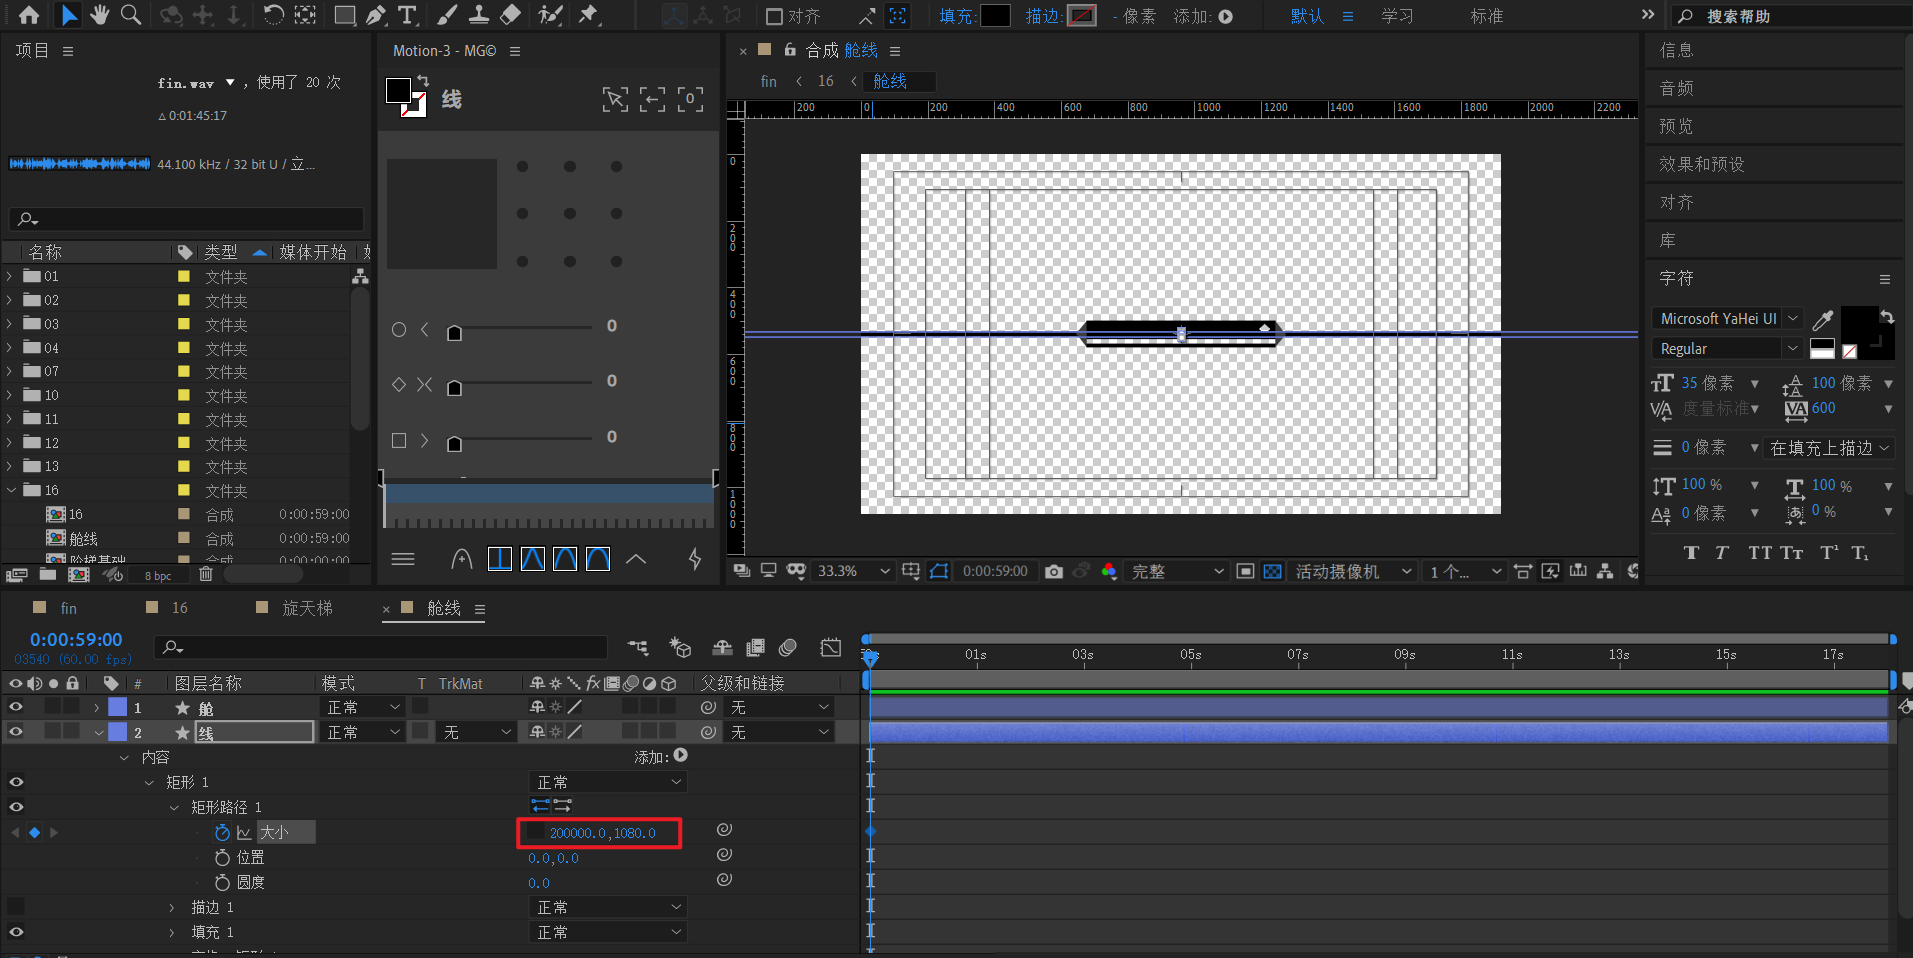 对齐
填充:
描边:
- 像素
添加:
默认
学习
标准
搜索帮助
项目
fin.wav ▼ , 使用了 20 次
△ 0:01:45:17
44.100 kHz / 32 bit U / 立...
名称
类型
媒体开始
01 文件夹
02 文件夹
03 文件夹
04 文件夹
07 文件夹
10 文件夹
11 文件夹
12 文件夹
13 文件夹
16 文件夹
16 合成 0:00:59:00
舱线 合成 0:00:59:00
阶梯基础 合成 0:00:00:00
8 bpc
Motion-3 - MG©
线
0
0
0
合成 舱线
fin < 16 < 舱线
200 0 200 400 600 800 1000 1200 1400 1600 1800 2000 2200
0
200
400
600
800
1000
33.3%
0:00:59:00
完整
活动摄像机
1 个...
信息
音频
预览
效果和预设
对齐
库
字符
Microsoft YaHei UI
Regular
35 像素
100 像素
度量标准
600
0 像素
在填充上描边
100 %
100 %
0 像素
0 %
T T TT Tt T¹ T₁
fin
16
旋天梯
舱线
0:00:59:00
03540 (60.00 fps)
01s 03s 05s 07s 09s 11s 13s 15s 17s
# 图层名称 模式 T TrkMat 父级和链接
1 舱 正常 无
2 线 正常 无 无
内容 添加:
矩形 1 正常
矩形路径 1
大小 200000.0,1080.0
位置 0.0,0.0
圆度 0.0
描边 1 正常
填充 1 正常